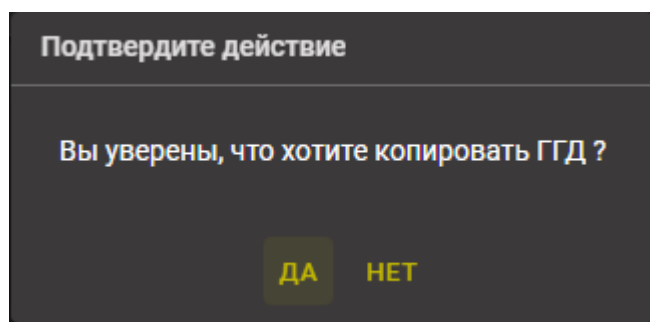 Подтвердите действие
Вы уверены, что хотите копировать ГГД ?
ДА НЕТ